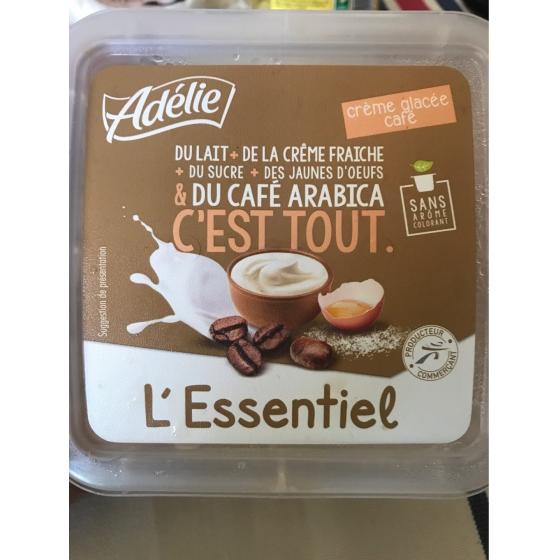 Adélie
crème glacée
café
DU LAIT + DE LA CRÊME FRAICHE
+ DU SUCRE + DES JAUNES D'OEUFS
& DU CAFÉ ARABICA
C'EST TOUT.
SANS
ARÔME
COLORANT
Suggestion de présentation
PRODUCTEUR
COMMERÇANT
L'Essentiel